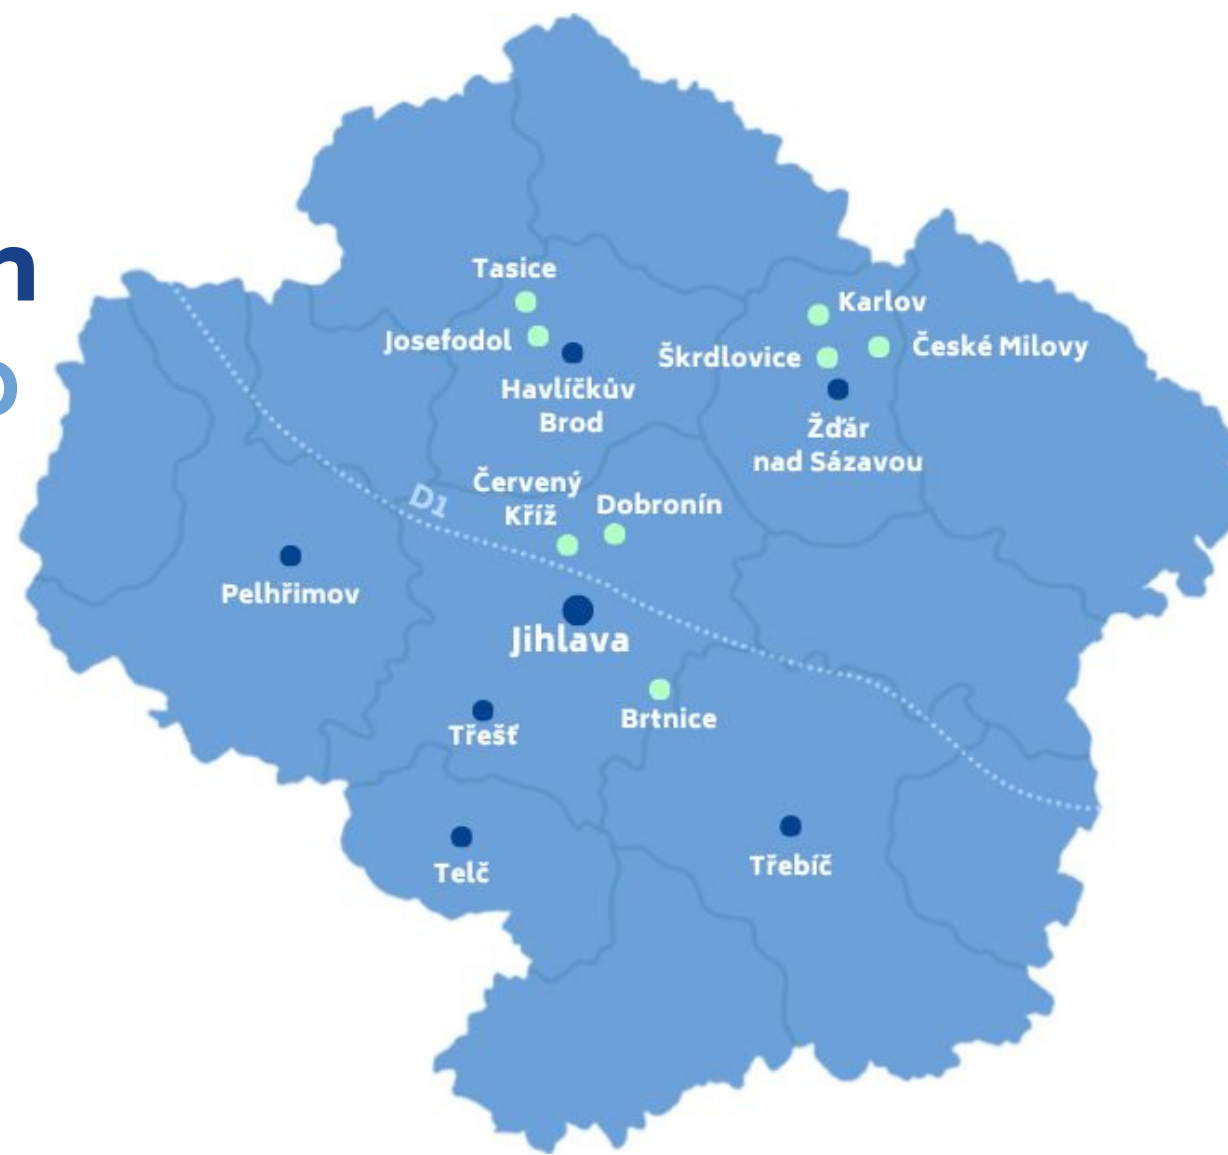 Tasice
Karlov
Josefodol
Škrdlovice
České Milovy
Havlíčkův
Brod
Žďár
nad Sázavou
Červený
Kříž
Dobronín
D1
Pelhřimov
Jihlava
Třešť
Brtnice
Telč
Třebíč